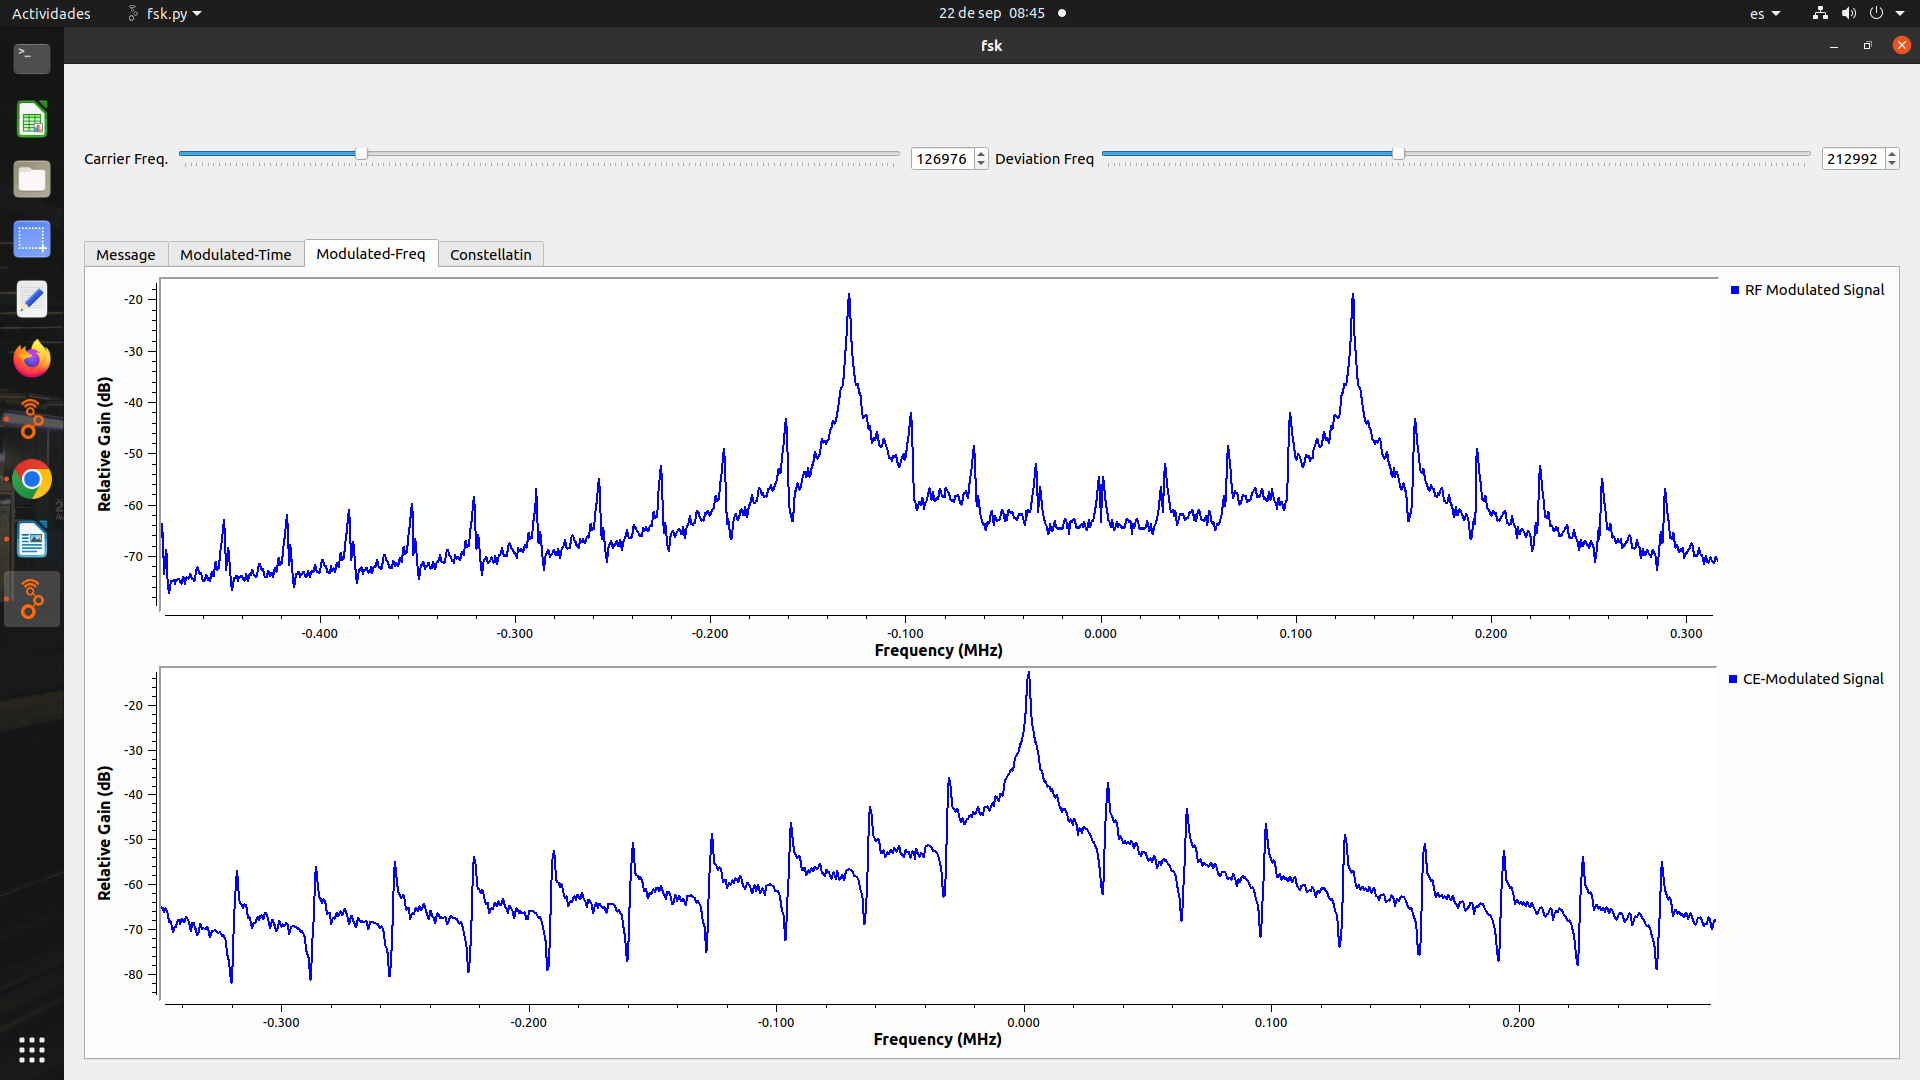 Actividades fsk.py 22 de sep 08:45 es
fsk
Carrier Freq. 126976 Deviation Freq 212992
Message Modulated-Time Modulated-Freq Constellatin
RF Modulated Signal
Relative Gain (dB)
-20
-30
-40
-50
-60
-70
-0.400 -0.300 -0.200 -0.100 0.000 0.100 0.200 0.300
Frequency (MHz)
CE-Modulated Signal
Relative Gain (dB)
-20
-30
-40
-50
-60
-70
-80
-0.300 -0.200 -0.100 0.000 0.100 0.200
Frequency (MHz)